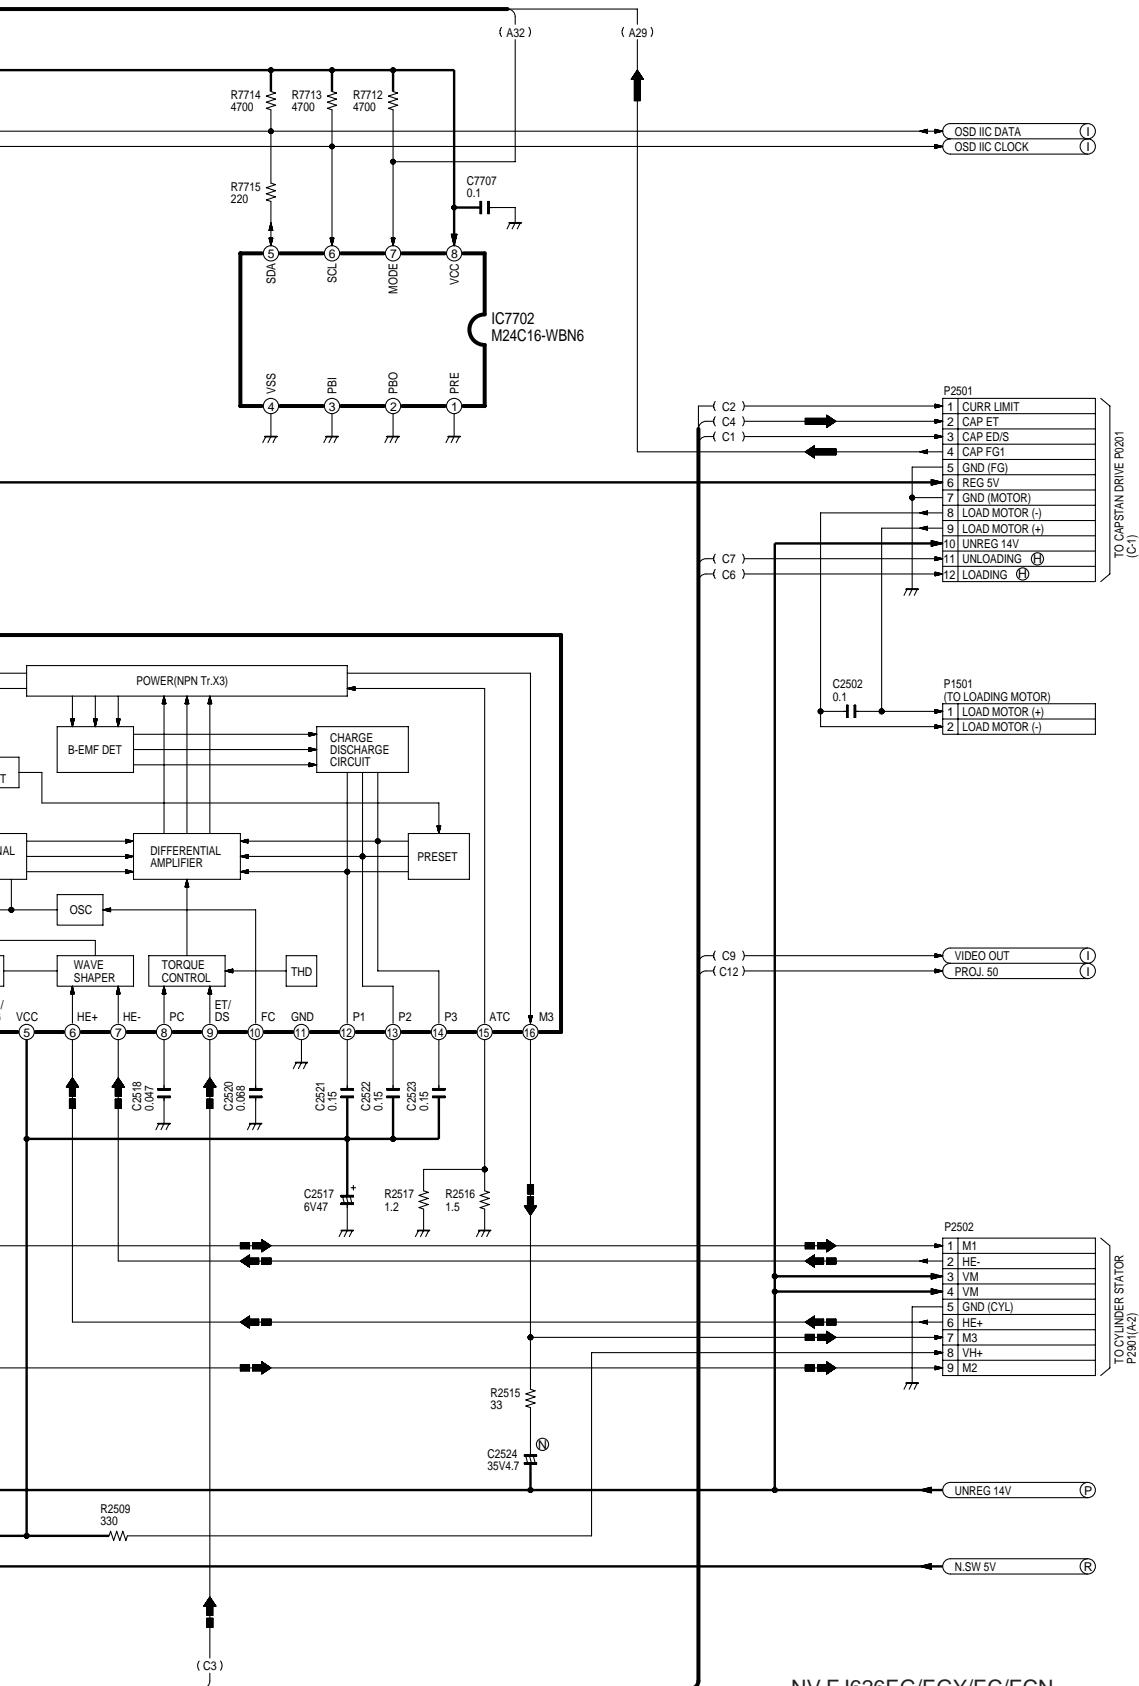 ( A32 )
( A29 )
R7714
4700
R7713
4700
R7712
4700
OSD IIC DATA I
OSD IIC CLOCK I
R7715
220
C7707
0.1
5 6 7 8
SDA
SCL
MODE
VCC
IC7702
M24C16-WBN6
VSS
PBI
PBO
PRE
4 3 2 1
P2501
( C2 )
( C4 )
( C1 )
1 CURR LIMIT
2 CAP ET
3 CAP ED/S
4 CAP FG1
5 GND (FG)
6 REG 5V
7 GND (MOTOR)
8 LOAD MOTOR (-)
9 LOAD MOTOR (+)
10 UNREG 14V
11 UNLOADING H
12 LOADING H
( C7 )
( C6 )
TO CAPSTAN DRIVE P0201
(C-1)
POWER(NPN Tr.X3)
C2502
0.1
P1501
(TO LOADING MOTOR)
1 LOAD MOTOR (+)
2 LOAD MOTOR (-)
B-EMF DET
CHARGE
DISCHARGE
CIRCUIT
T
NAL
DIFFERENTIAL
AMPLIFIER
PRESET
OSC
WAVE
SHAPER
TORQUE
CONTROL
THD
( C9 )
( C12 )
VIDEO OUT I
PROJ. 50 I
/
VCC
HE+
HE-
PC
ET/
DS
FC
GND
P1
P2
P3
ATC
M3
5 6 7 8 9 10 11 12 13 14 15 16
C2518
0.047
C2520
0.068
C2521
0.15
C2522
0.15
C2523
0.15
C2517
6V47
+
R2517
1.2
R2516
1.5
P2502
1 M1
2 HE-
3 VM
4 VM
5 GND (CYL)
6 HE+
7 M3
8 VH+
9 M2
TO CYLINDER STATOR
P2901(A-2)
R2515
33
C2524
35V4.7
N
UNREG 14V P
R2509
330
N.SW 5V R
( C3 )